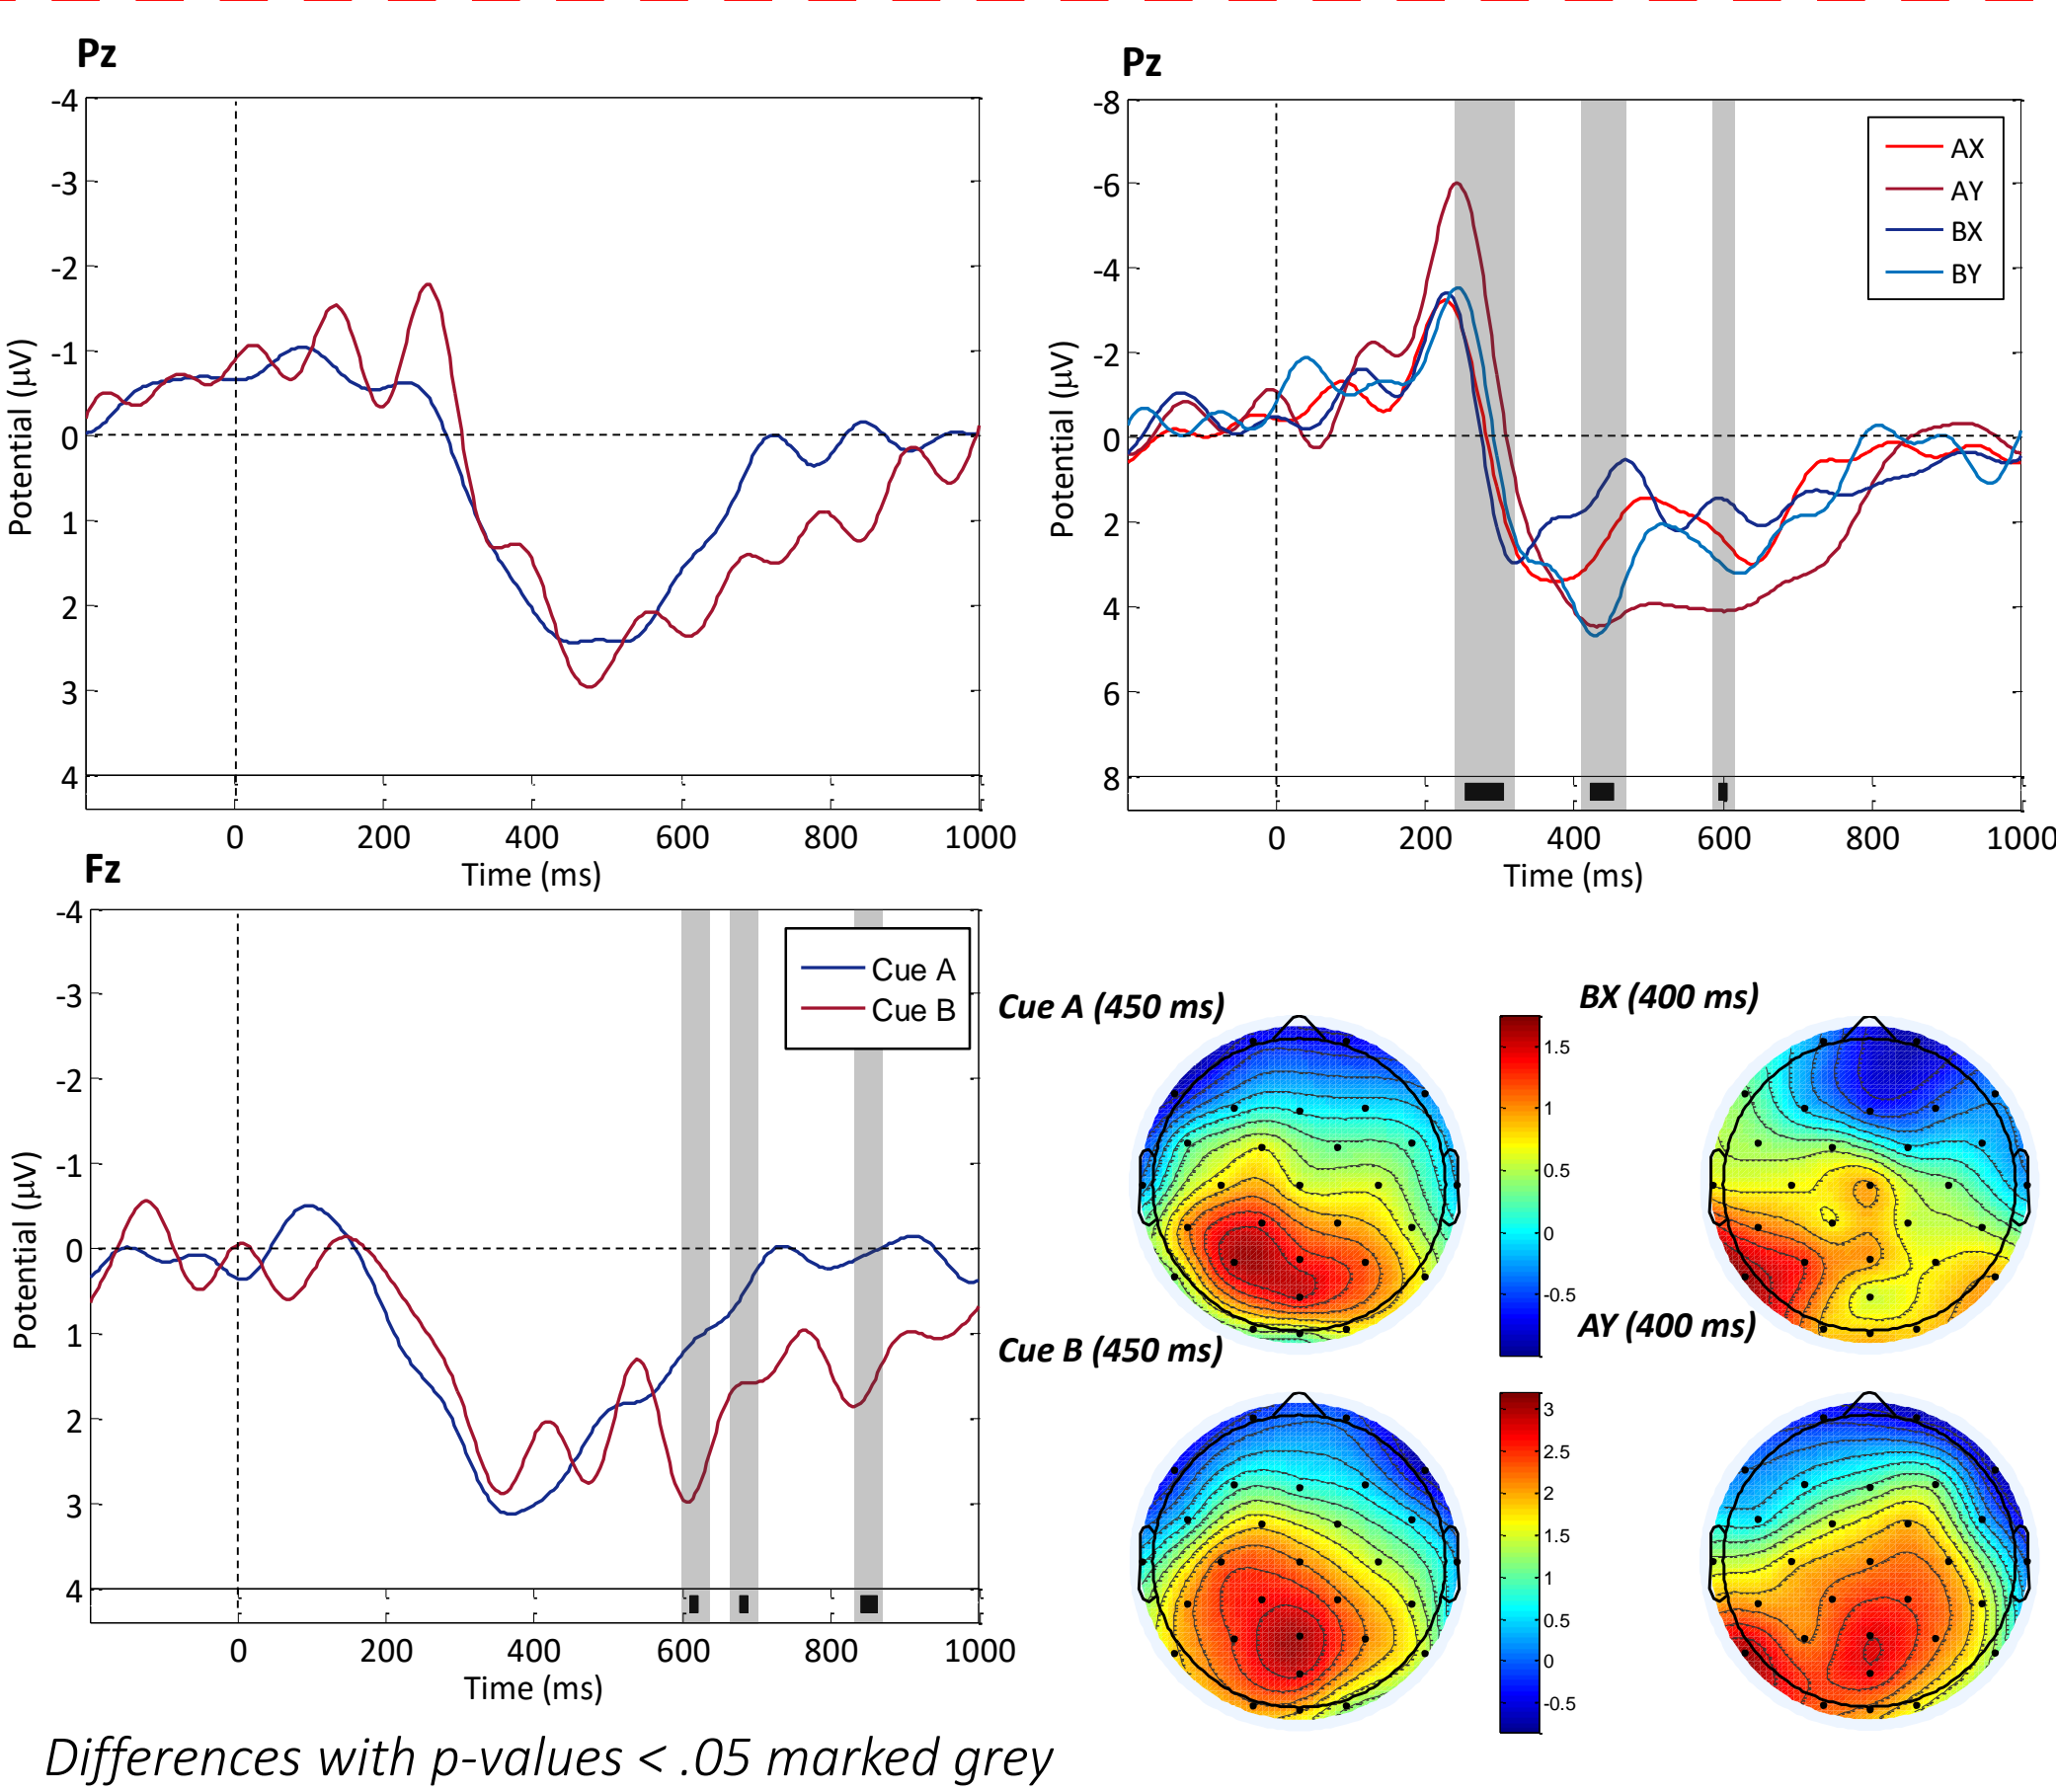 Pz
-4
-3
-2
-1
0
1
2
3
4
Potential (µV)
0 200 400 600 800 1000
Time (ms)
Pz
-8
-6
-4
-2
0
2
4
6
8
Potential (µV)
AX
AY
BX
BY
0 200 400 600 800 1000
Time (ms)
Fz
-4
-3
-2
-1
0
1
2
3
4
Potential (µV)
Cue A
Cue B
0 200 400 600 800 1000
Time (ms)
Cue A (450 ms)
1.5
1
0.5
0
-0.5
BX (400 ms)
Cue B (450 ms)
3
2.5
2
1.5
1
0.5
0
-0.5
AY (400 ms)
Differences with p-values < .05 marked grey